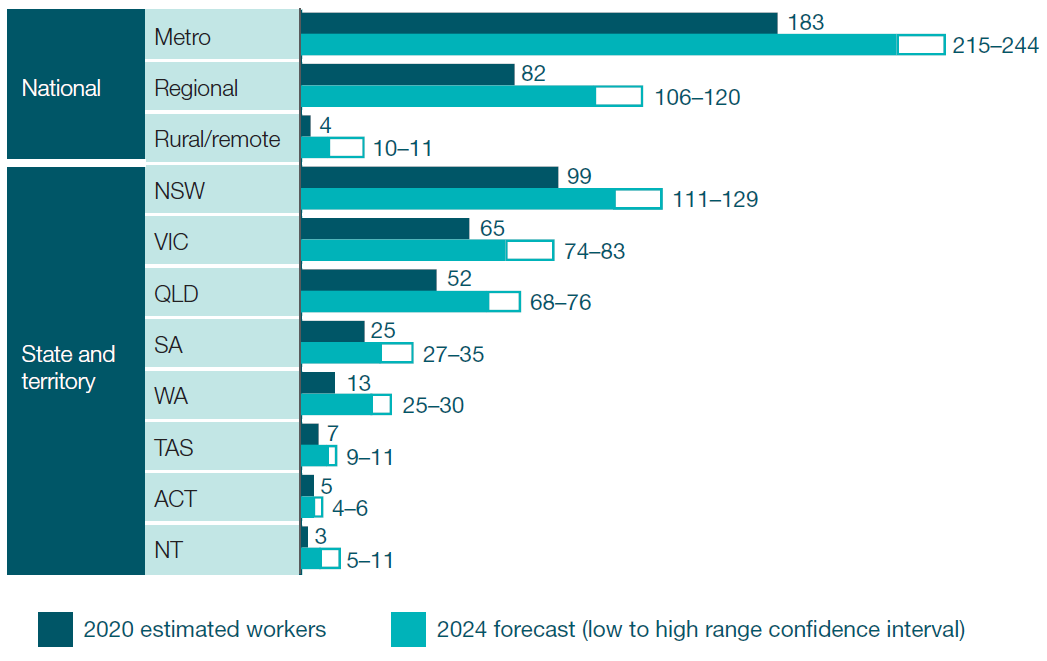 National
Metro
183
215–244
Regional
82
106–120
Rural/remote
4
10–11
State and
territory
NSW
99
111–129
VIC
65
74–83
QLD
52
68–76
SA
25
27–35
WA
13
25–30
TAS
7
9–11
ACT
5
4–6
NT
3
5–11
2020 estimated workers
2024 forecast (low to high range confidence interval)